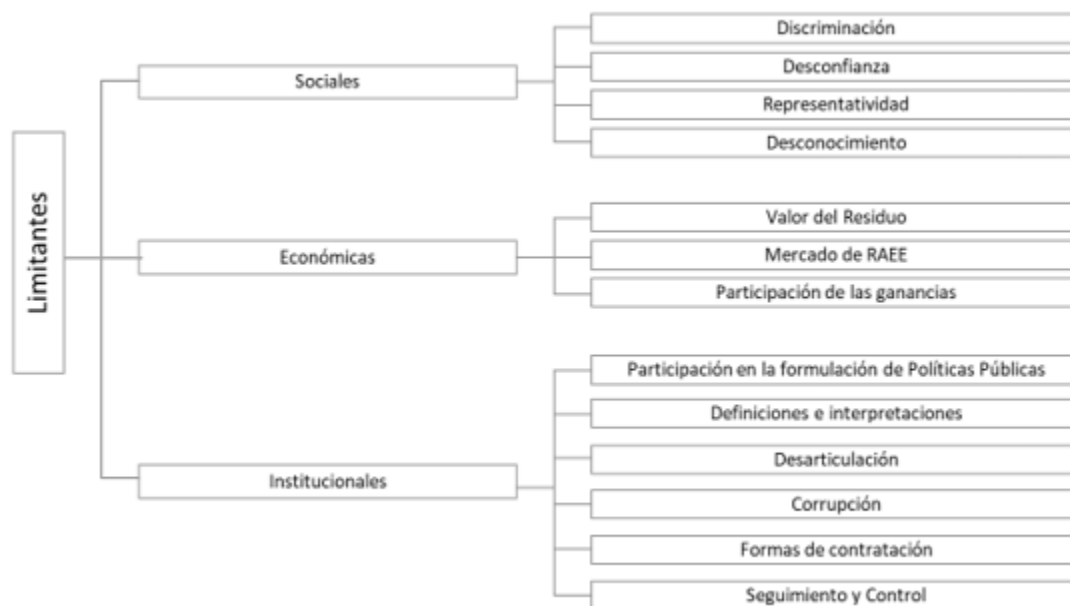 Limitantes
Sociales
Discriminación
Desconfianza
Representatividad
Desconocimiento
Económicas
Valor del Residuo
Mercado de RAEE
Participación de las ganancias
Institucionales
Participación en la formulación de Políticas Públicas
Definiciones e interpretaciones
Desarticulación
Corrupción
Formas de contratación
Seguimiento y Control